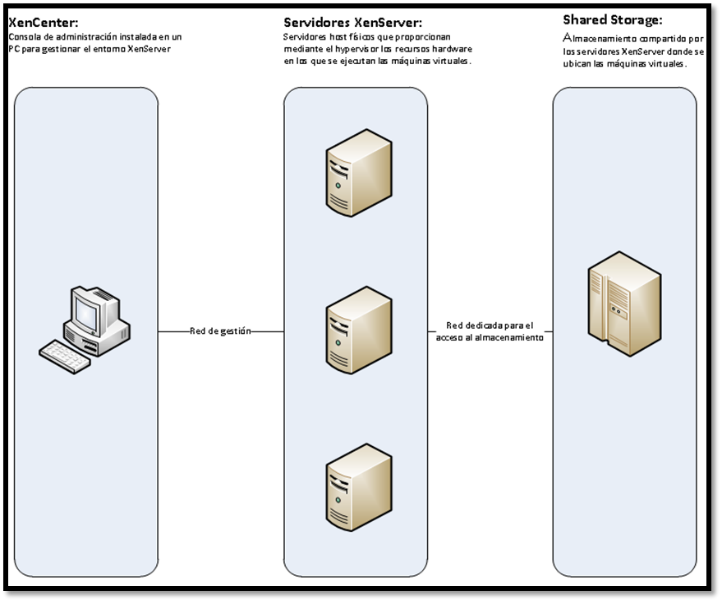 XenCenter:
Consola de administración instalada en un
PC para gestionar el entorno XenServer
Servidores XenServer:
Servidores host físicos que proporcionan
mediante el hypervisor los recursos hardware
en los que se ejecutan las máquinas virtuales.
Shared Storage:
Almacenamiento compartido por
los servidores XenServer donde se
ubican las máquinas virtuales.
Red de gestión
Red dedicada para el
acceso al almacenamiento